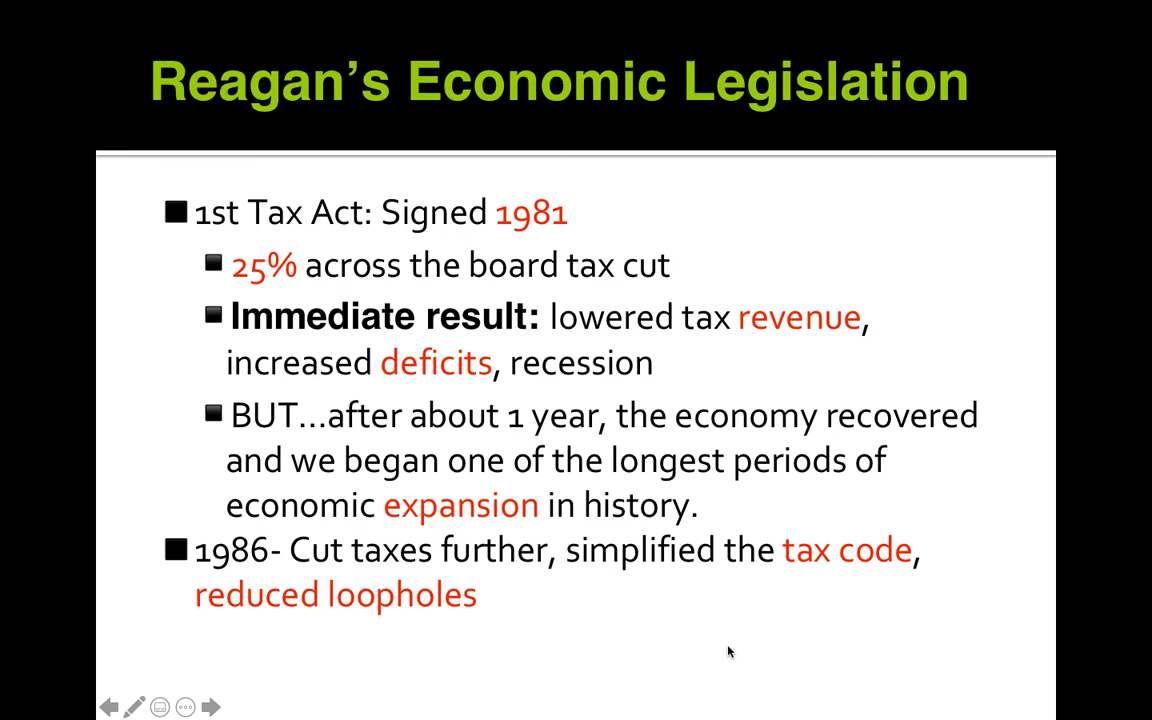 Reagan’s Economic Legislation
1st Tax Act: Signed 1981
25% across the board tax cut
Immediate result: lowered tax revenue,
increased deficits, recession
BUT...after about 1 year, the economy recovered
and we began one of the longest periods of
economic expansion in history.
1986- Cut taxes further, simplified the tax code,
reduced loopholes